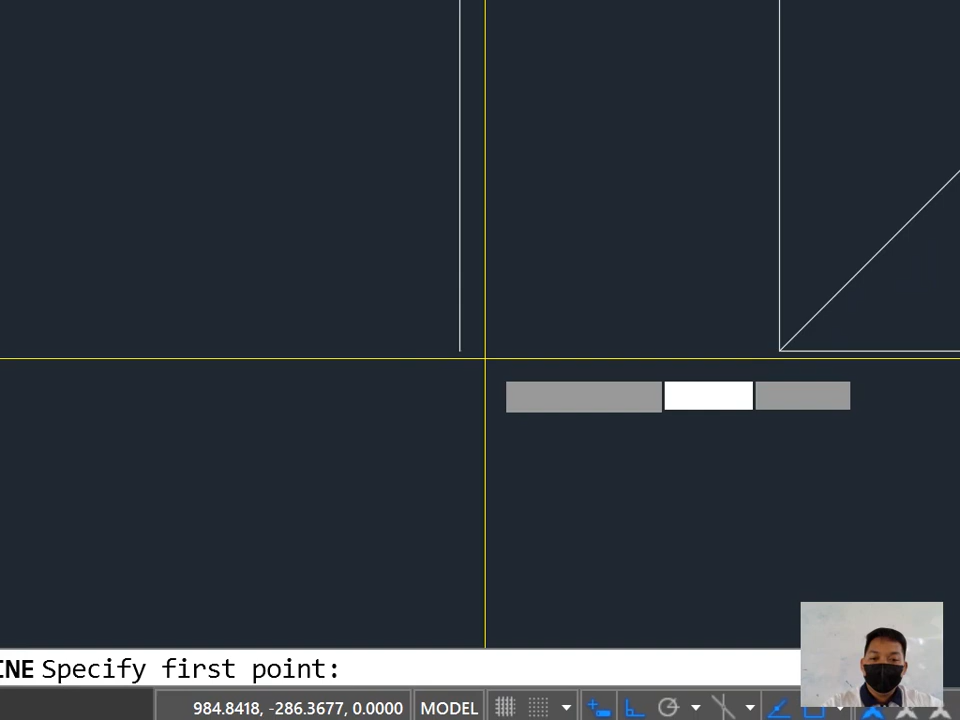 INE Specify first point:
984.8418, -286.3677, 0.0000 MODEL